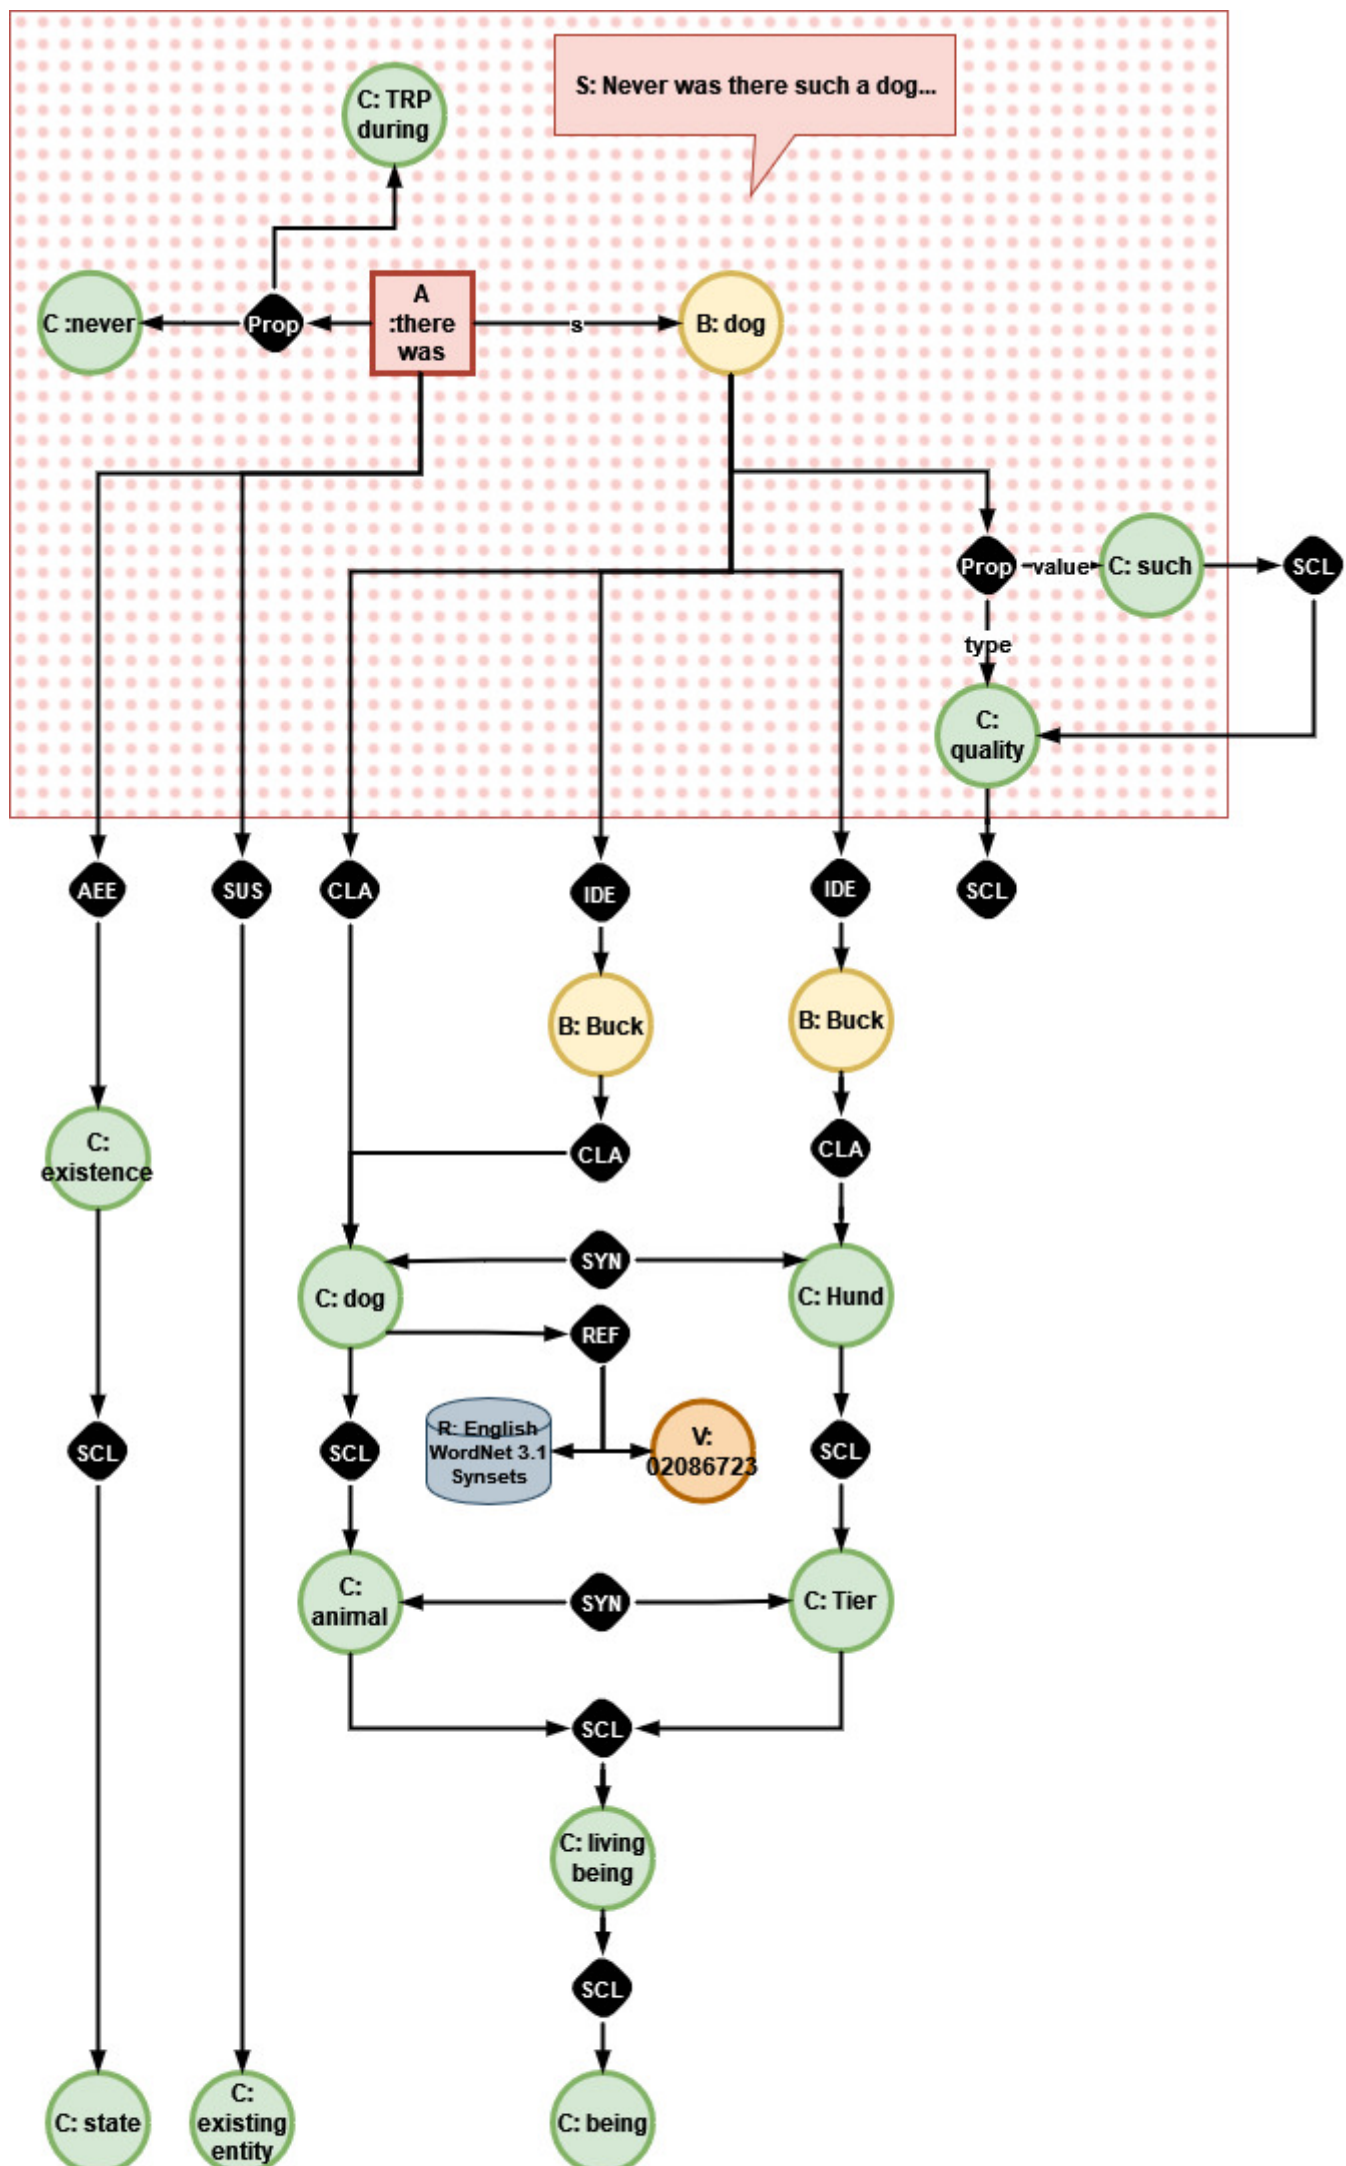 S: Never was there such a dog...
C: TRP
during
C :never
Prop
A
:there
was
s
B: dog
Prop
value
C: such
SCL
type
C:
quality
AEE
SUS
CLA
IDE
IDE
SCL
B: Buck
B: Buck
C:
existence
CLA
CLA
SYN
C: dog
C: Hund
REF
SCL
R: English
WordNet 3.1
Synsets
V:
02086723
SCL
SCL
C:
animal
SYN
C: Tier
SCL
C: living
being
SCL
C: state
C:
existing
entity
C: being